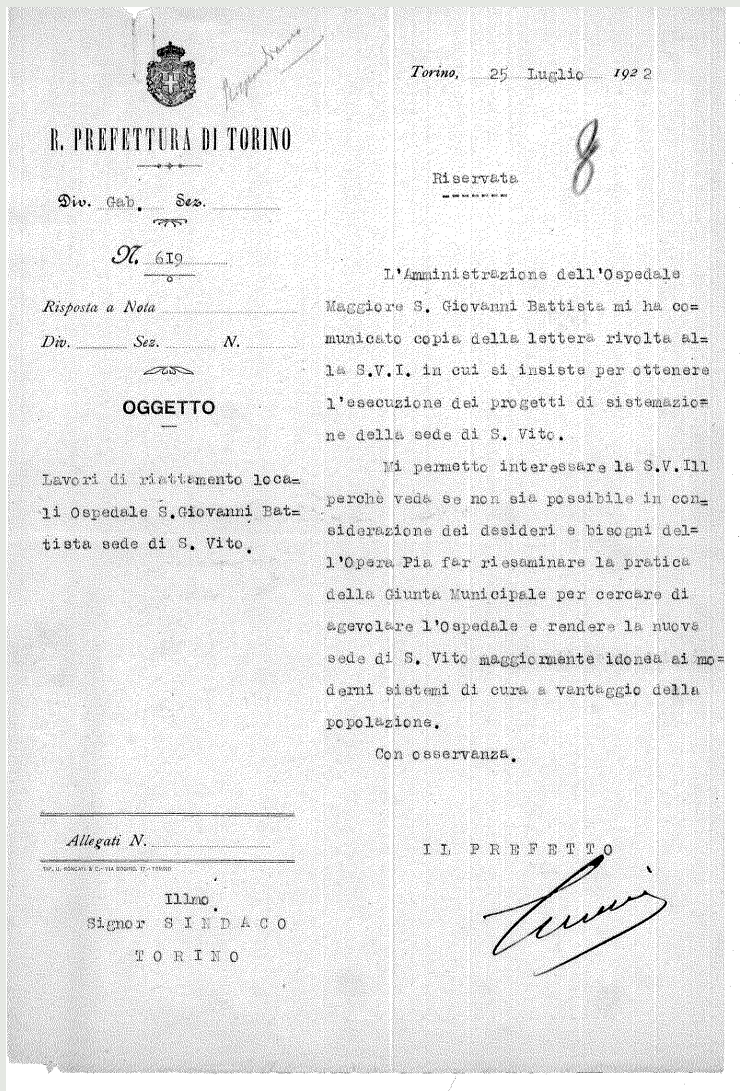 R. PREFETTURA DI TORINO
Div. Gab. Sez.
N. 619
Risposta a Nota
Div. Sez. N.
OGGETTO
Lavori di riattamento loca=
li Ospedale S.Giovanni Bat=
tista sede di S. Vito.
Torino, 25 Luglio 1922
8
Riservata
L'Amministrazione dell'Ospedale
Maggiore S. Giovanni Battista mi ha co=
municato copia della lettera rivolta al=
la S.V.I. in cui si insiste per ottenere
l'esecuzione dei progetti di sistemazio=
ne della sede di S. Vito.
Mi permetto interessare la S.V.Ill
perchè veda se non sia possibile in con=
siderazione dei desideri e bisogni del=
l'Opera Pia far riesaminare la pratica
della Giunta Municipale per cercare di
agevolare l'Ospedale e rendere la nuova
sede di S. Vito maggiormente idonea ai mo=
derni sistemi di cura a vantaggio della
popolazione.
Con osservanza.
IL PREFETTO
Allegati N.
Illmo.
Signor SINDACO
TORINO